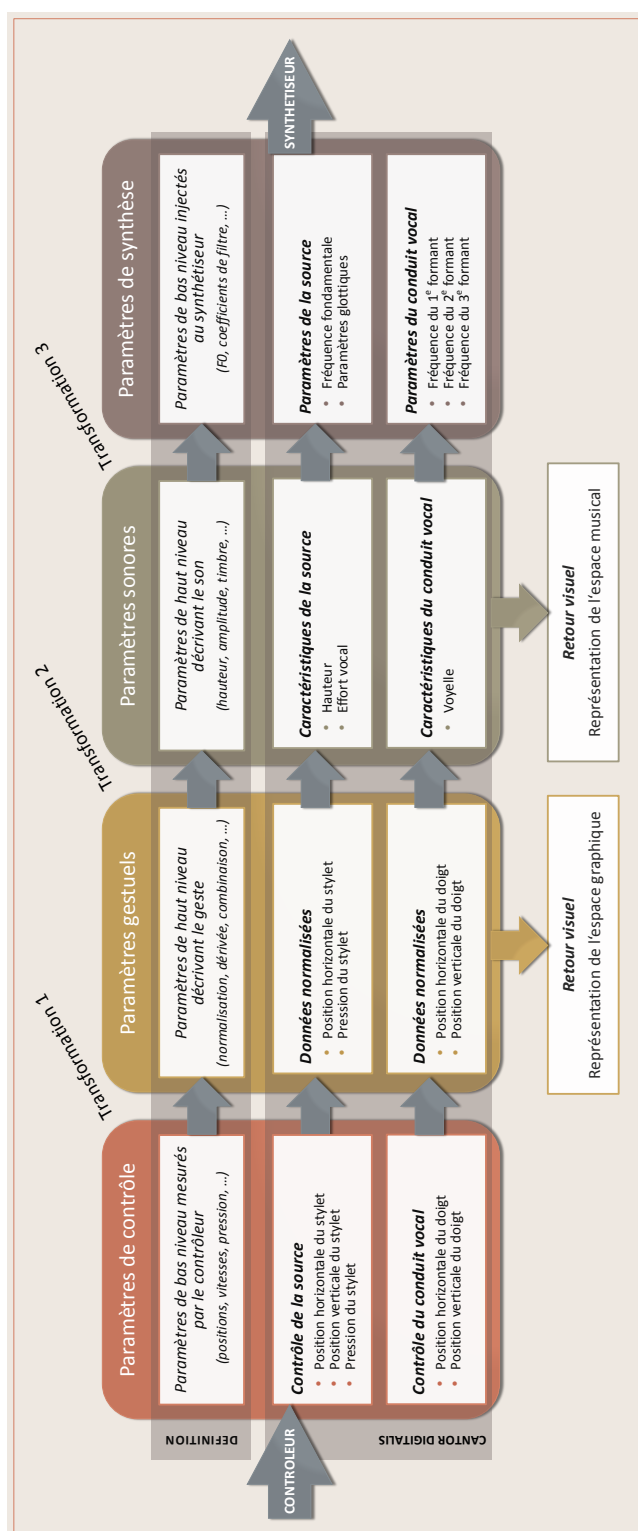 Transformation 1
Transformation 2
Transformation 3
Paramètres de contrôle
Paramètres gestuels
Paramètres sonores
Paramètres de synthèse
DEFINITION
Paramètres de bas niveau mesurés
par le contrôleur
(positions, vitesses, pression, ...)
Paramètres de haut niveau
décrivant le geste
(normalisation, dérivée, combinaison, ...)
Paramètres de haut niveau
décrivant le son
(hauteur, amplitude, timbre, ...)
Paramètres de bas niveau injectés
au synthétiseur
(F0, coefficients de filtre, ...)
CONTROLEUR
CANTOR DIGITALIS
Contrôle de la source
• Position horizontale du stylet
• Position verticale du stylet
• Pression du stylet
Données normalisées
• Position horizontale du stylet
• Pression du stylet
Caractéristiques de la source
• Hauteur
• Effort vocal
Paramètres de la source
• Fréquence fondamentale
• Paramètres glottiques
SYNTHETISEUR
Contrôle du conduit vocal
• Position horizontale du doigt
• Position verticale du doigt
Données normalisées
• Position horizontale du doigt
• Position verticale du doigt
Caractéristiques du conduit vocal
• Voyelle
Paramètres du conduit vocal
• Fréquence du 1e formant
• Fréquence du 2e formant
• Fréquence du 3e formant
Retour visuel
Représentation de l'espace graphique
Retour visuel
Représentation de l'espace musical